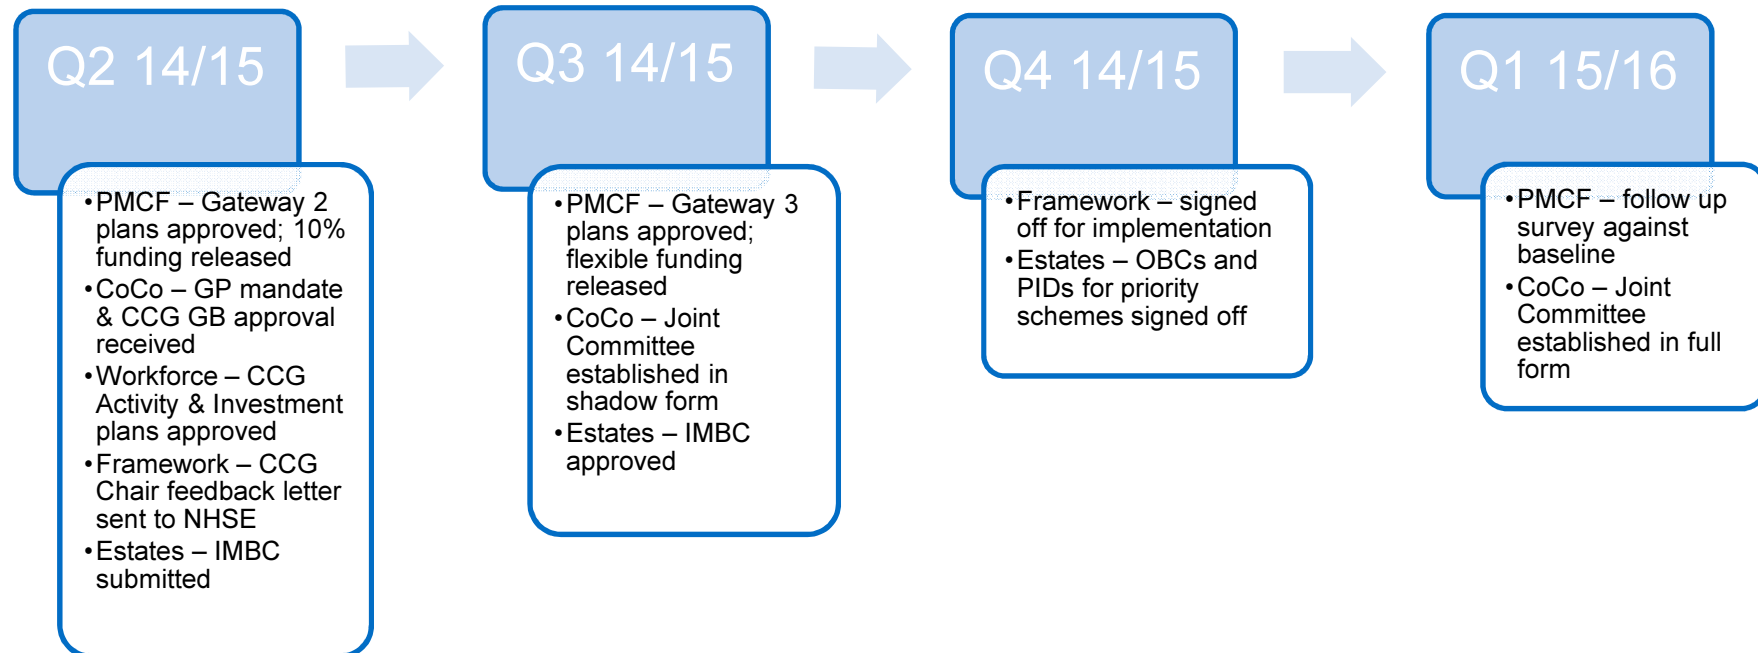 Q2 14/15
•PMCF – Gateway 2
plans approved; 10%
funding released
•CoCo – GP mandate
& CCG GB approval
received
•Workforce – CCG
Activity & Investment
plans approved
•Framework – CCG
Chair feedback letter
sent to NHSE
•Estates – IMBC
submitted
Q3 14/15
•PMCF – Gateway 3
plans approved;
flexible funding
released
•CoCo – Joint
Committee
established in
shadow form
•Estates – IMBC
approved
Q4 14/15
•Framework – signed
off for implementation
•Estates – OBCs and
PIDs for priority
schemes signed off
Q1 15/16
•PMCF – follow up
survey against
baseline
•CoCo – Joint
Committee
established in full
form